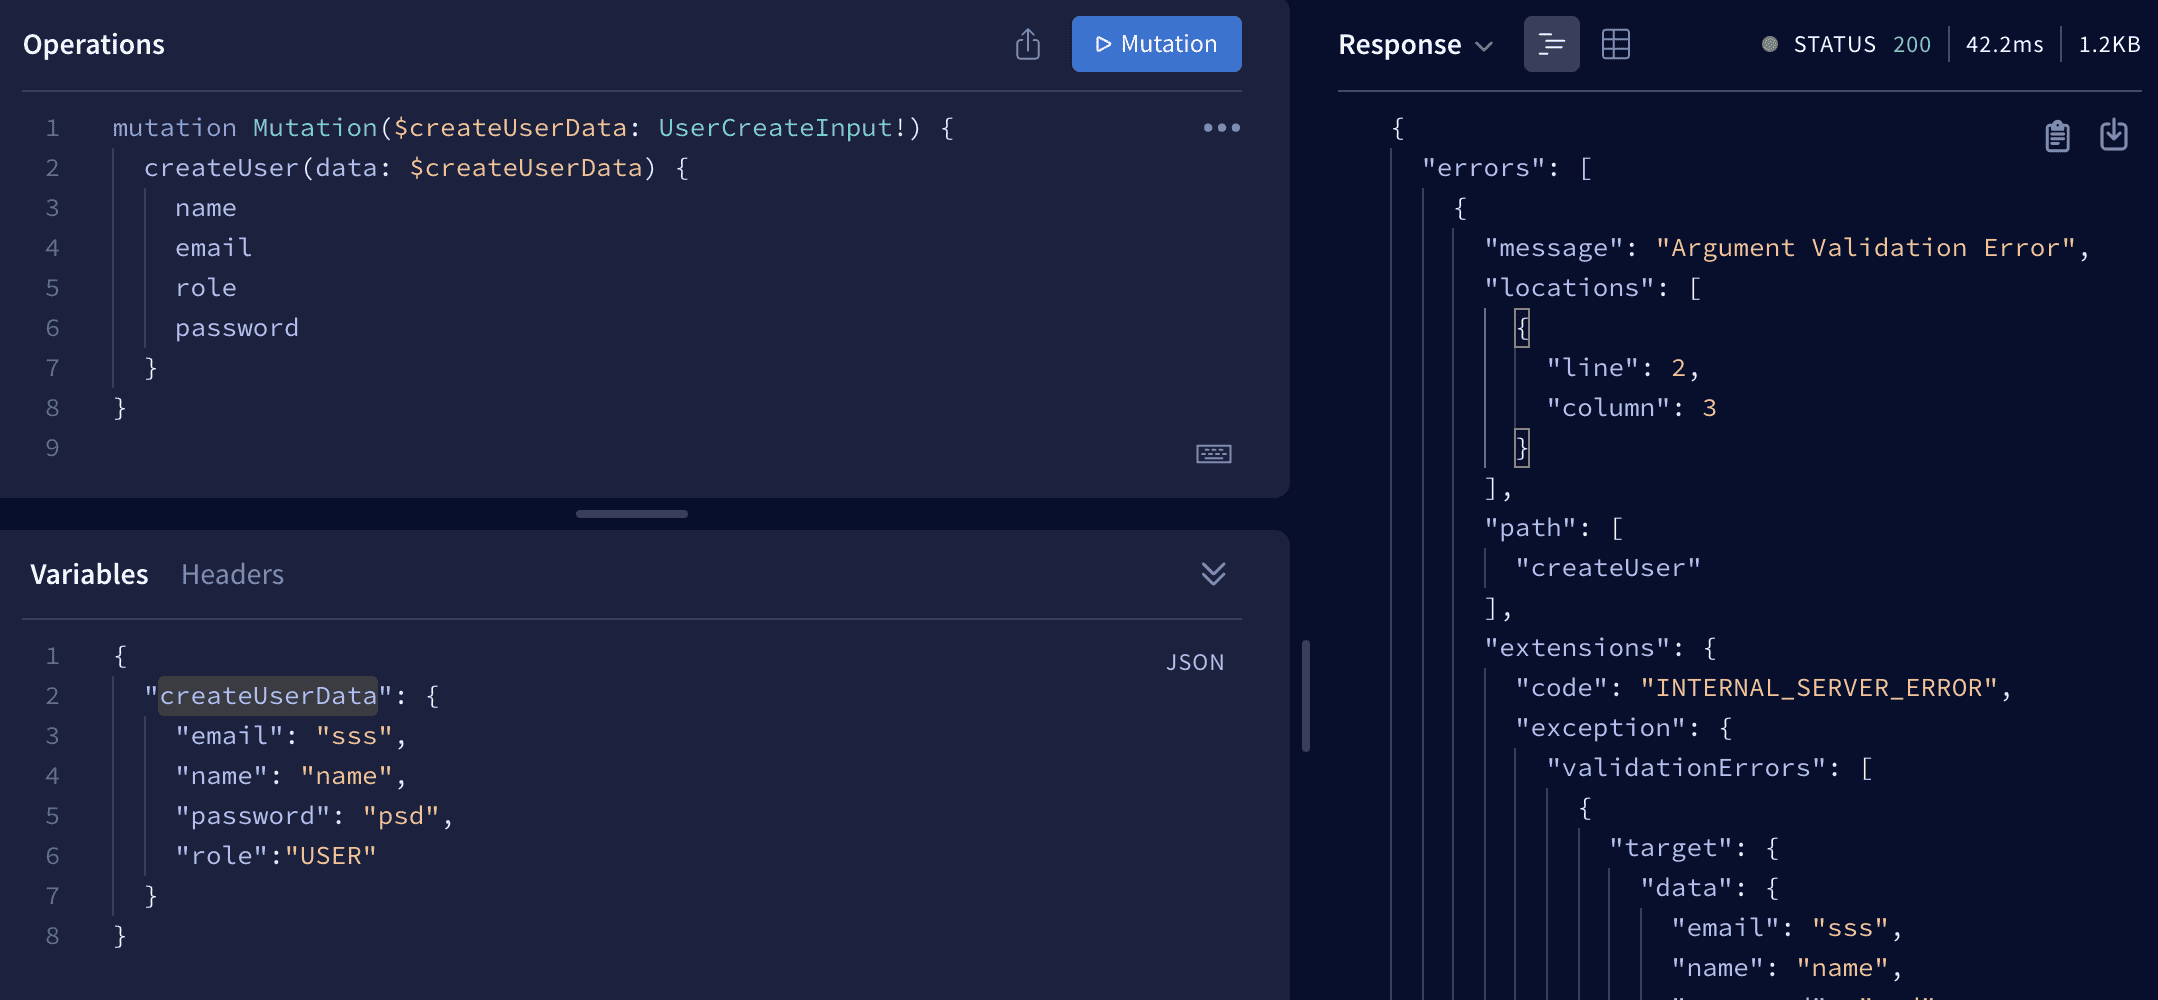 Operations
Mutation
1 mutation Mutation($createUserData: UserCreateInput!) {
2 createUser(data: $createUserData) {
3 name
4 email
5 role
6 password
7 }
8 }
9
Variables Headers
JSON
1 {
2 "createUserData": {
3 "email": "sss",
4 "name": "name",
5 "password": "psd",
6 "role":"USER"
7 }
8 }
Response
STATUS 200 42.2ms 1.2KB
{
"errors": [
{
"message": "Argument Validation Error",
"locations": [
{
"line": 2,
"column": 3
}
],
"path": [
"createUser"
],
"extensions": {
"code": "INTERNAL_SERVER_ERROR",
"exception": {
"validationErrors": [
{
"target": {
"data": {
"email": "sss",
"name": "name",